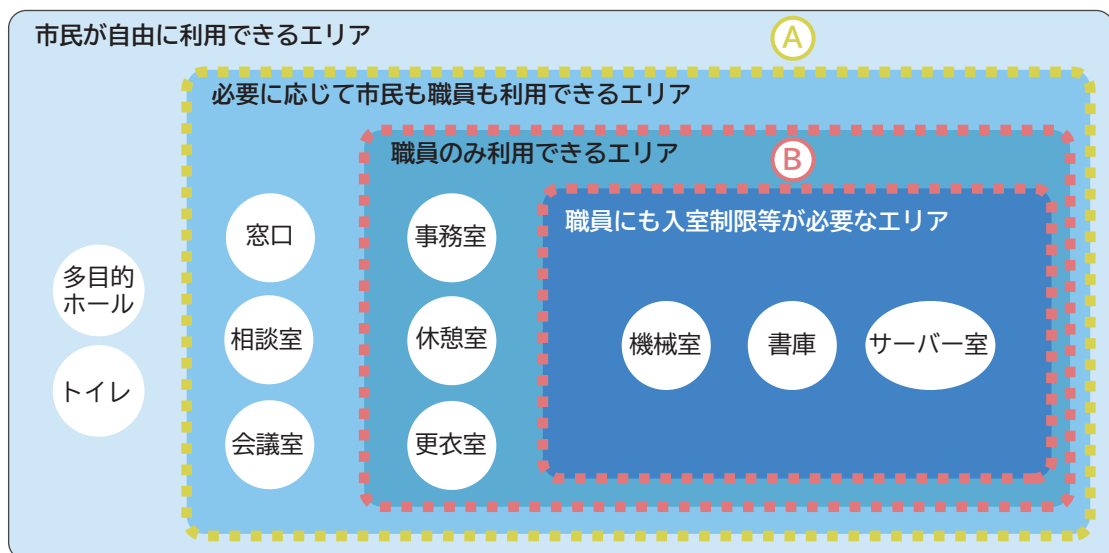 市民が自由に利用できるエリア
A
必要に応じて市民も職員も利用できるエリア
職員のみ利用できるエリア
B
職員にも入室制限等が必要なエリア
多目的
ホール
トイレ
窓口
相談室
会議室
事務室
休憩室
更衣室
機械室
書庫
サーバー室